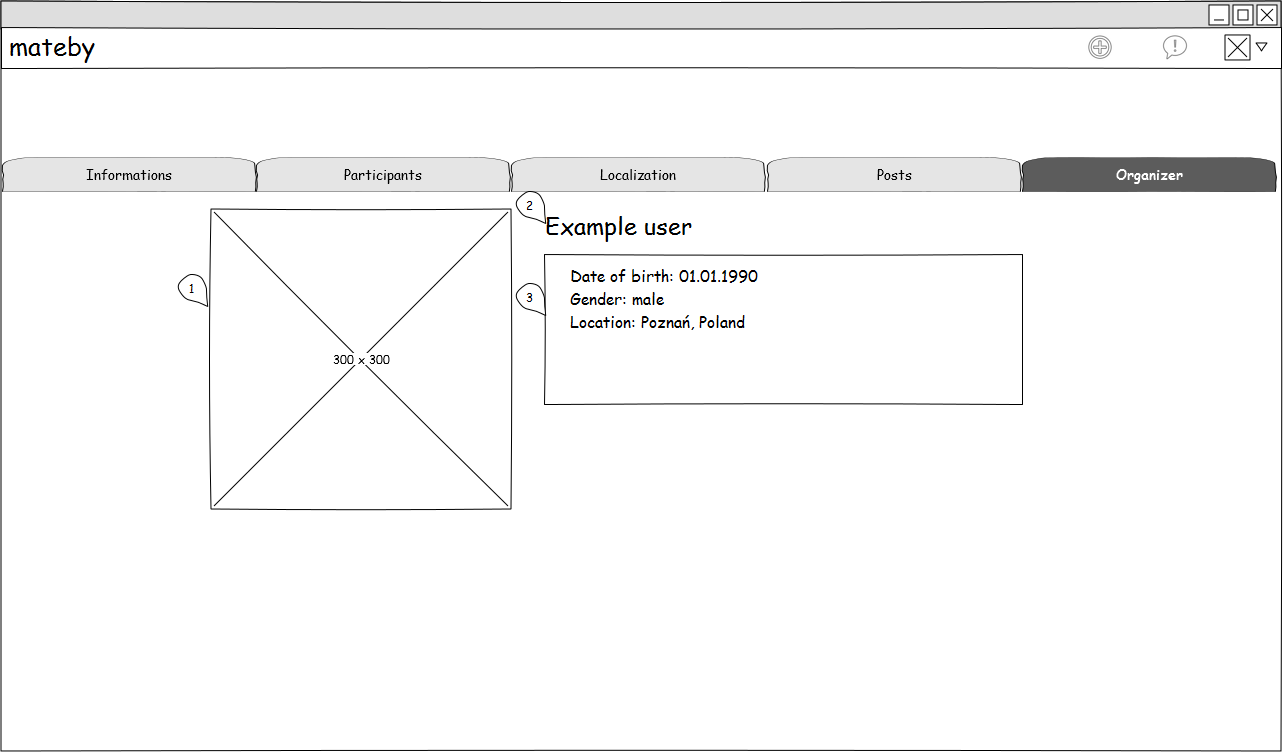 mateby
Informations
Participants
Localization
Posts
Organizer
1
300 x 300
2
Example user
3
Date of birth: 01.01.1990
Gender: male
Location: Poznań, Poland